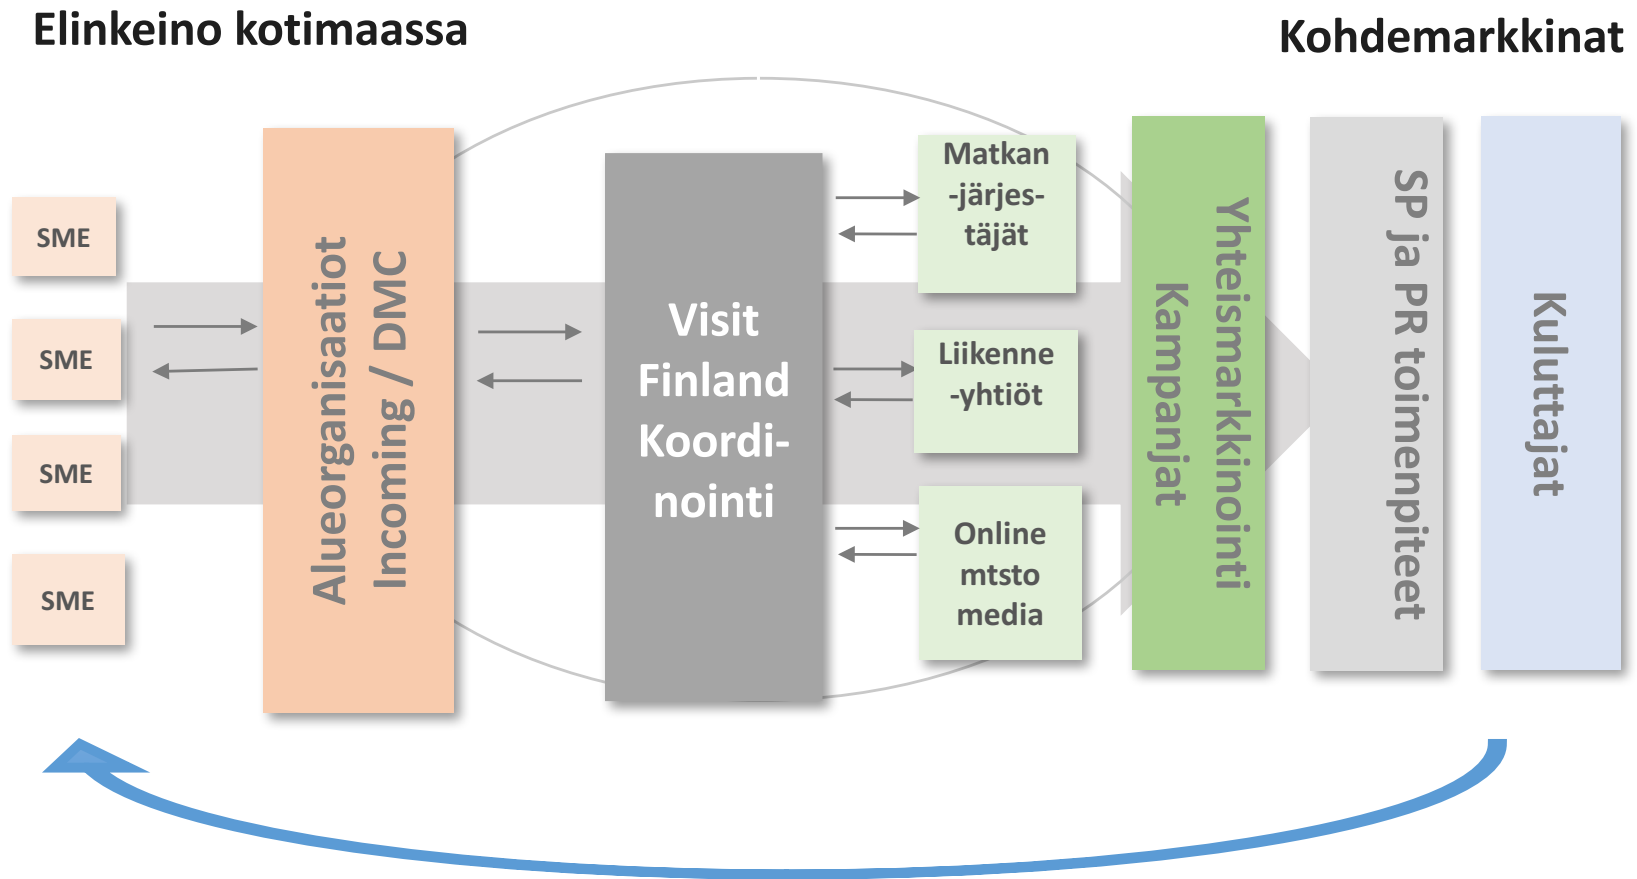 Elinkeino kotimaassa
Kohdemarkkinat
SME
SME
SME
SME
Alueorganisaatiot
Incoming / DMC
Visit
Finland
Koordi-
nointi
Matkan
-järjes-
täjät
Liikenne
-yhtiöt
Online
mtsto
media
Yhteismarkkinointi
Kampanjat
SP ja PR toimenpiteet
Kuluttajat